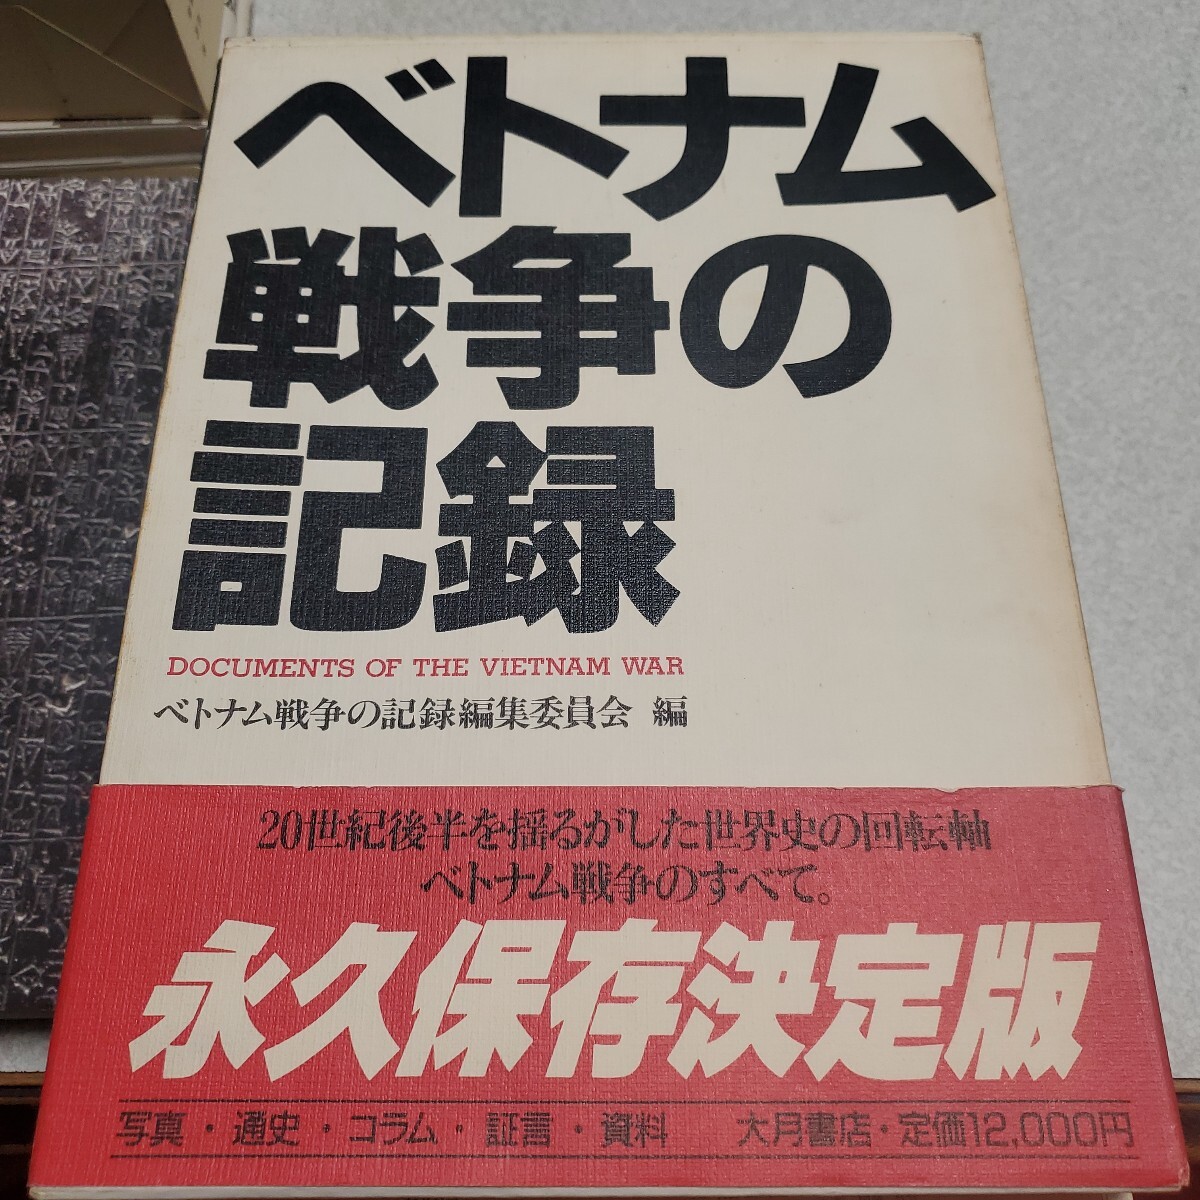 ベトナム
戦争の
記録
DOCUMENTS OF THE VIETNAM WAR
ベトナム戦争の記録編集委員会 編
20世紀後半を揺るがした世界史の回転軸
ベトナム戦争のすべて。
永久保存決定版
写真・通史・コラム・証言・資料 大月書店・定価12,000円